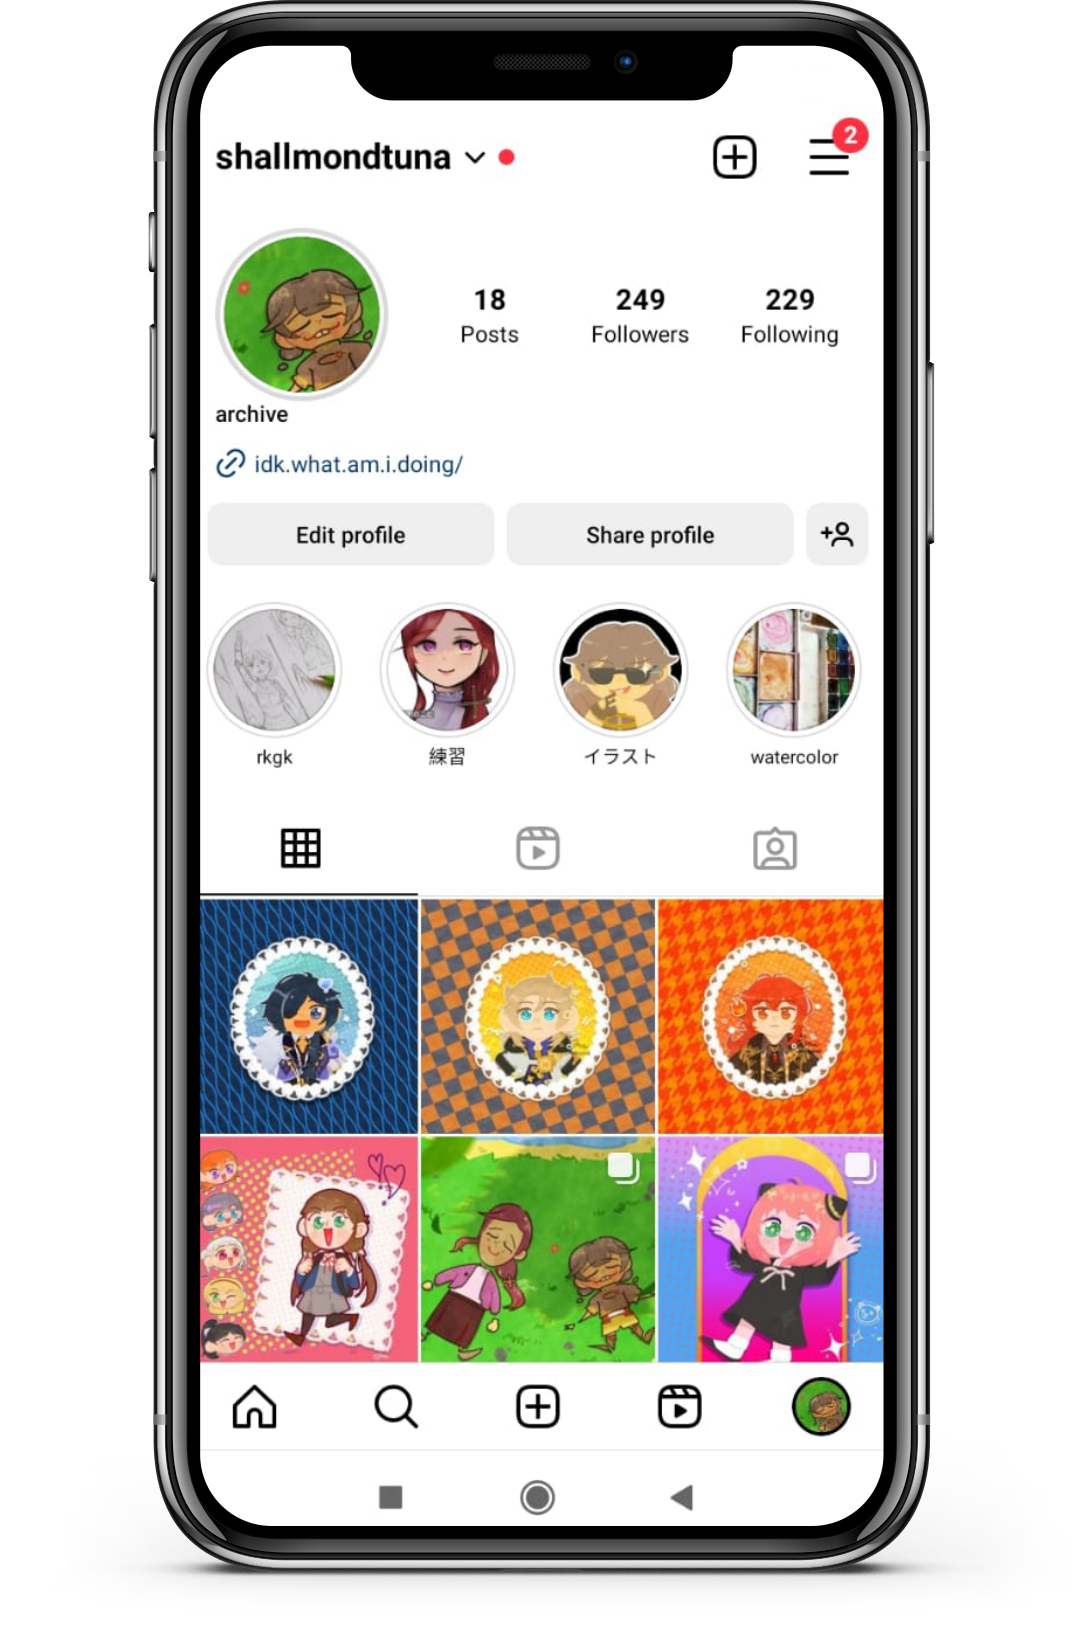 shallmondtuna
2
18
249
229
Posts
Followers
Following
archive
idk.what.am.i.doing/
Edit profile
Share profile
rkgk
練習
イラスト
watercolor